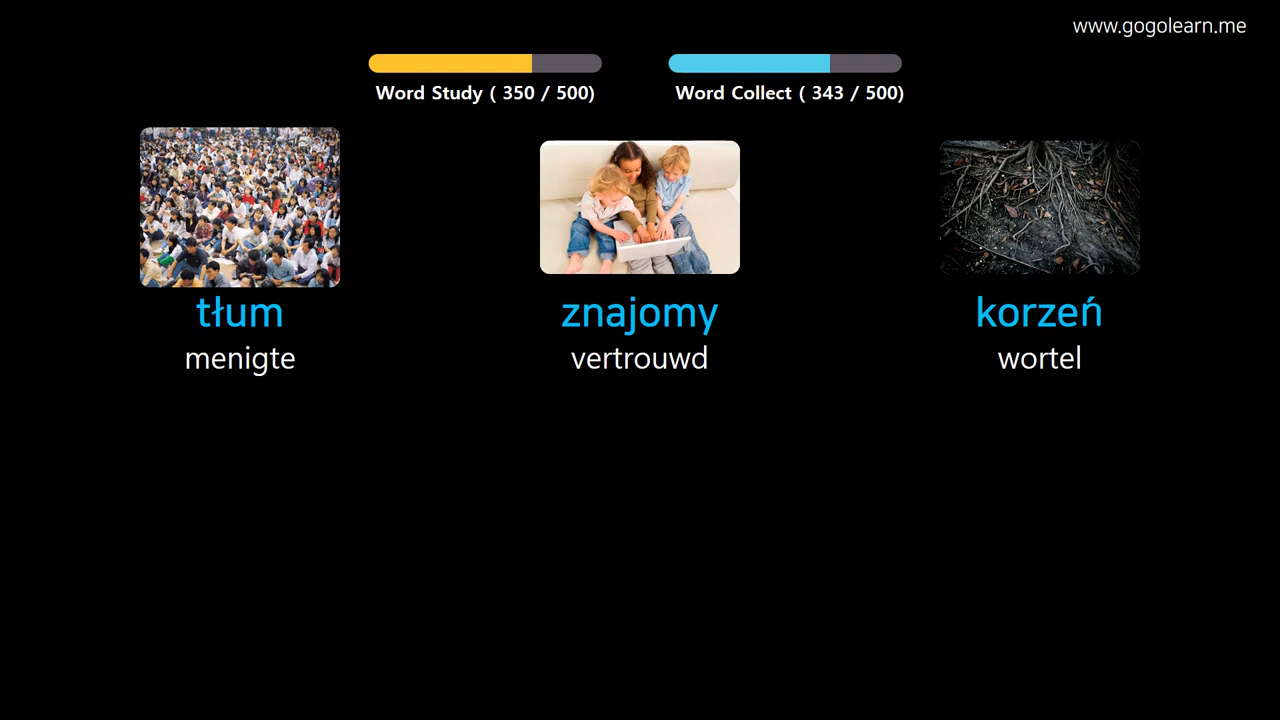 www.gogolearn.me
Word Study ( 350 / 500)
Word Collect ( 343 / 500)
tłum
menigte
znajomy
vertrouwd
korzeń
wortel